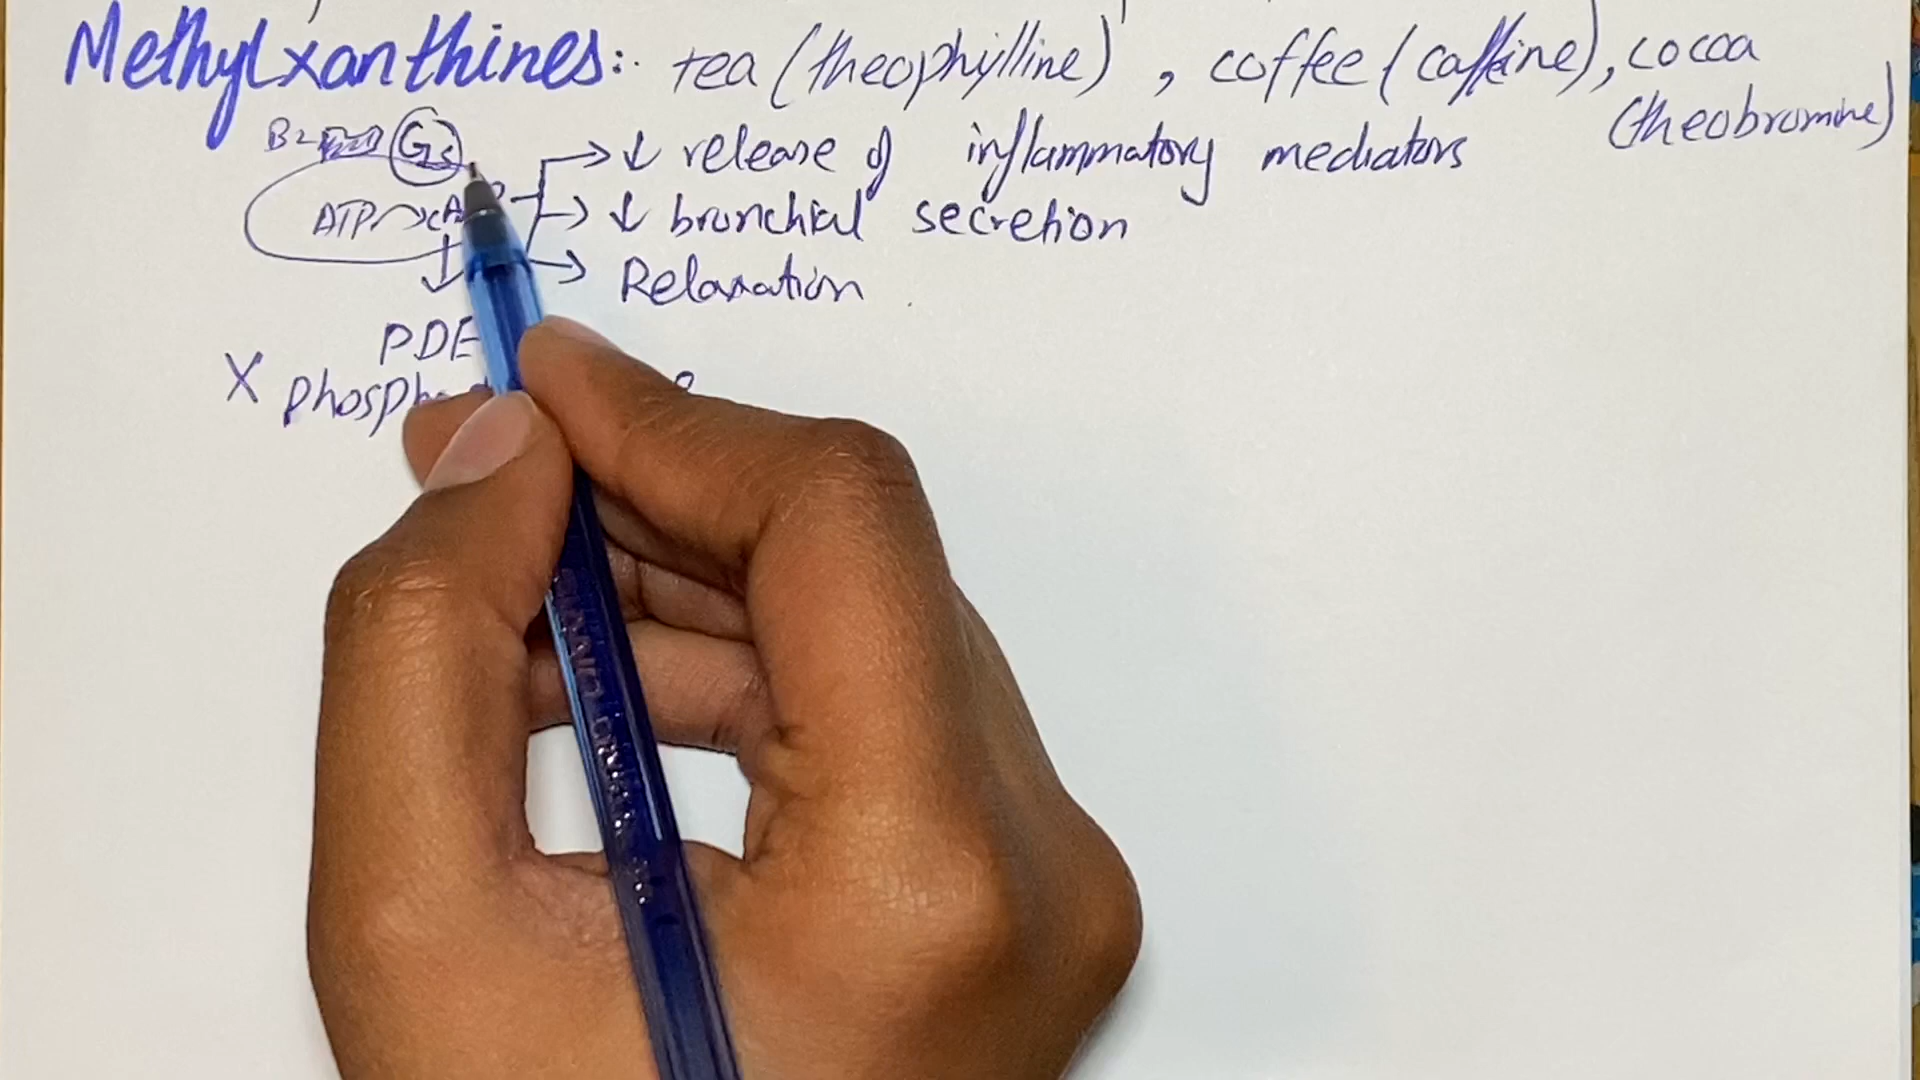 Methylxanthines: tea (theophylline), coffee (caffeine), cocoa (theobromine)
B2 Gs → ↓ release of inflammatory mediators
ATP → cA → ↓ bronchial secretion
↓ → Relaxation
PDE
X